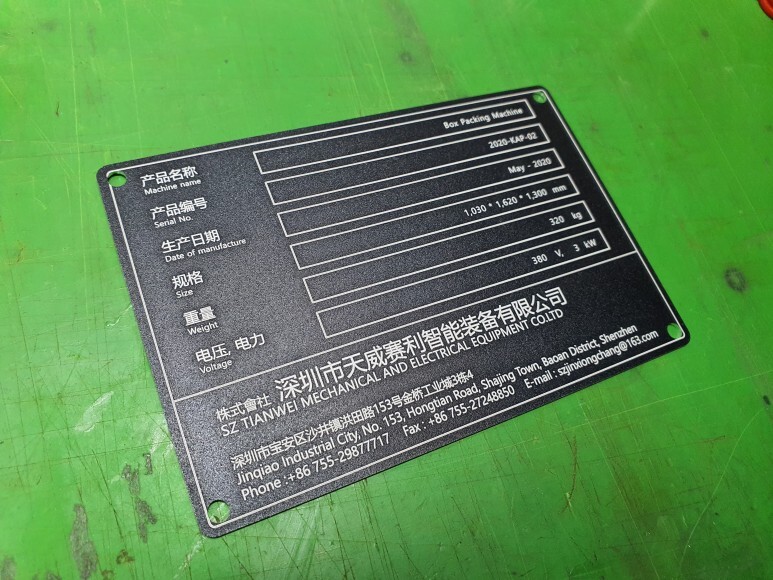 产品名称 Box Packing Machine
Machine name
产品编号 2020-KAP-02
Serial No.
生产日期 May - 2020
Date of manufacture
规格 1,030 * 1,620 * 1,300 mm
Size
重量 320 kg
Weight
电压, 电力 380 V, 3 kW
Voltage
株式會社 深圳市天威赛利智能装备有限公司
SZ TIANWEI MECHANICAL AND ELECTRICAL EQUIPMENT CO.LTD
深圳市宝安区沙井镇洪田路153号金桥工业城3栋4
Jinqiao Industrial City, No. 153, Hongtian Road, Shajing Town, Baoan District, Shenzhen
Phone :+86 755-29877717 Fax : +86 755-27248850 E-mail : szjinxiongchang@163.com